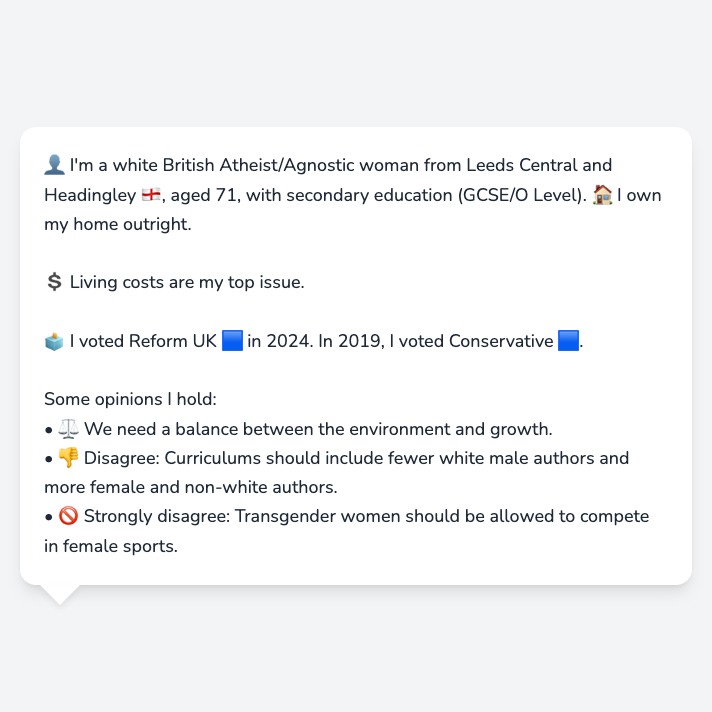 👤 I'm a white British Atheist/Agnostic woman from Leeds Central and
Headingley 🏴󠁧󠁢󠁥󠁮󠁧󠁿, aged 71, with secondary education (GCSE/O Level). 🏠 I own
my home outright.
💲 Living costs are my top issue.
🗳️ I voted Reform UK 🟦 in 2024. In 2019, I voted Conservative 🟦.
Some opinions I hold:
• ⚖️ We need a balance between the environment and growth.
• 👎 Disagree: Curriculums should include fewer white male authors and
more female and non-white authors.
• 🚫 Strongly disagree: Transgender women should be allowed to compete
in female sports.